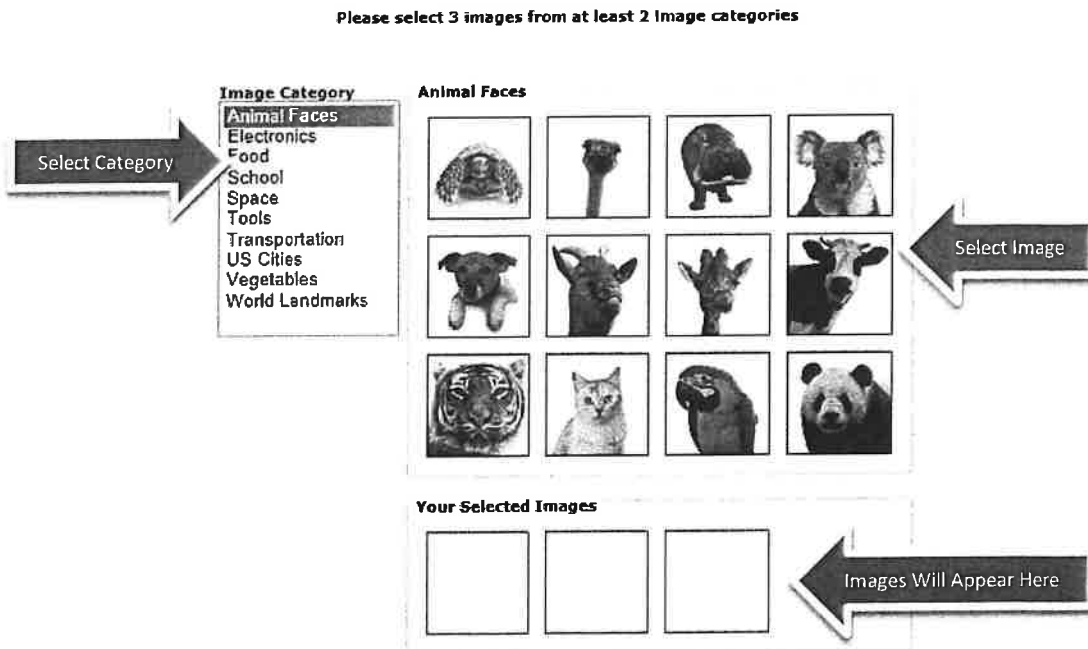 Please select 3 images from at least 2 image categories
Image Category
Animal Faces
Electronics
Food
School
Space
Tools
Transportation
US Cities
Vegetables
World Landmarks
Select Category
Animal Faces
Select Image
Your Selected Images
Images Will Appear Here